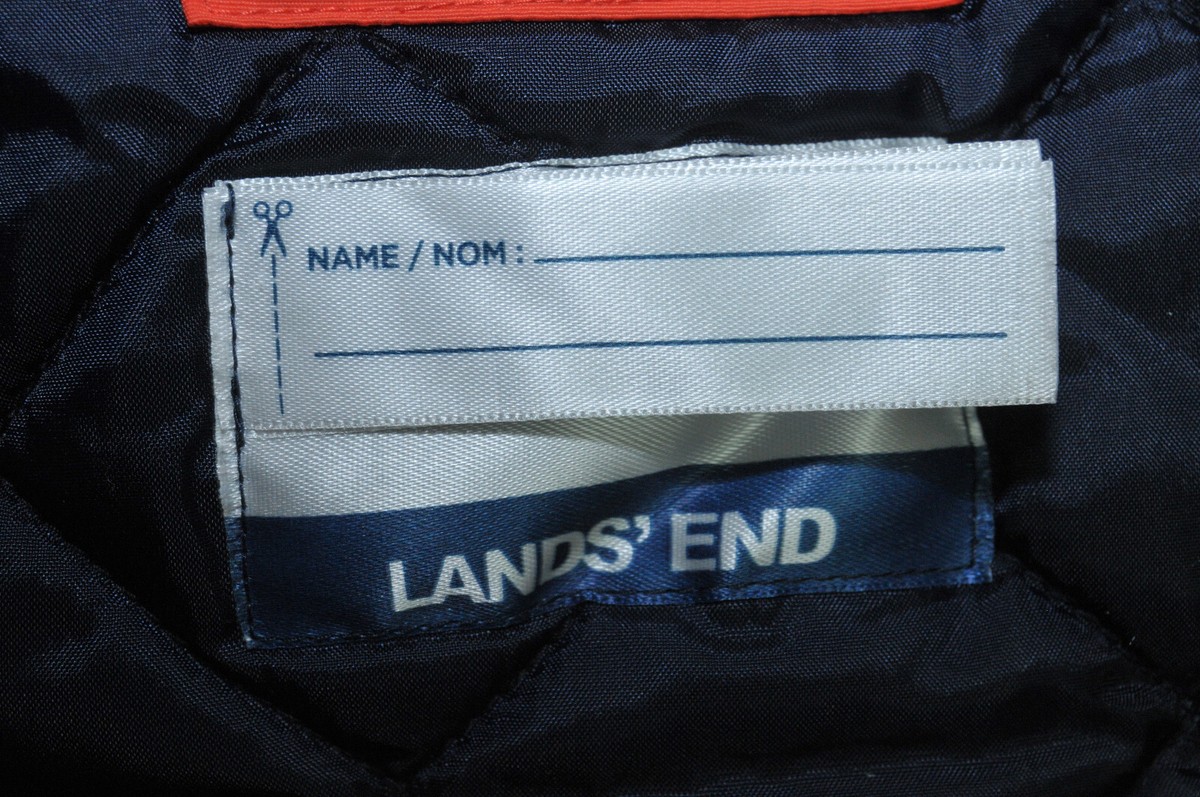 NAME / NOM :
LANDS' END